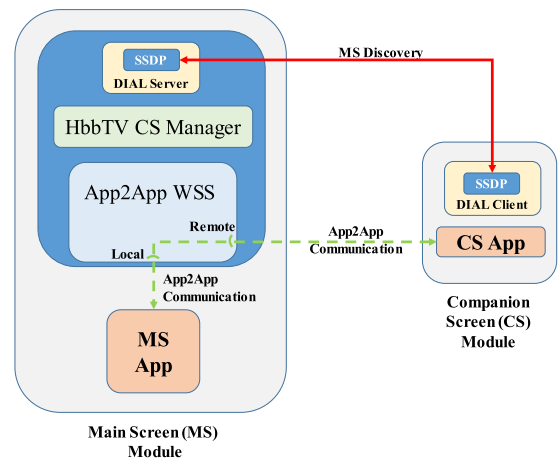 SSDP
DIAL Server
MS Discovery
HbbTV CS Manager
App2App WSS
SSDP
DIAL Client
Remote
App2App
Communication
CS App
Local
App2App
Communication
MS
App
Companion
Screen (CS)
Module
Main Screen (MS)
Module